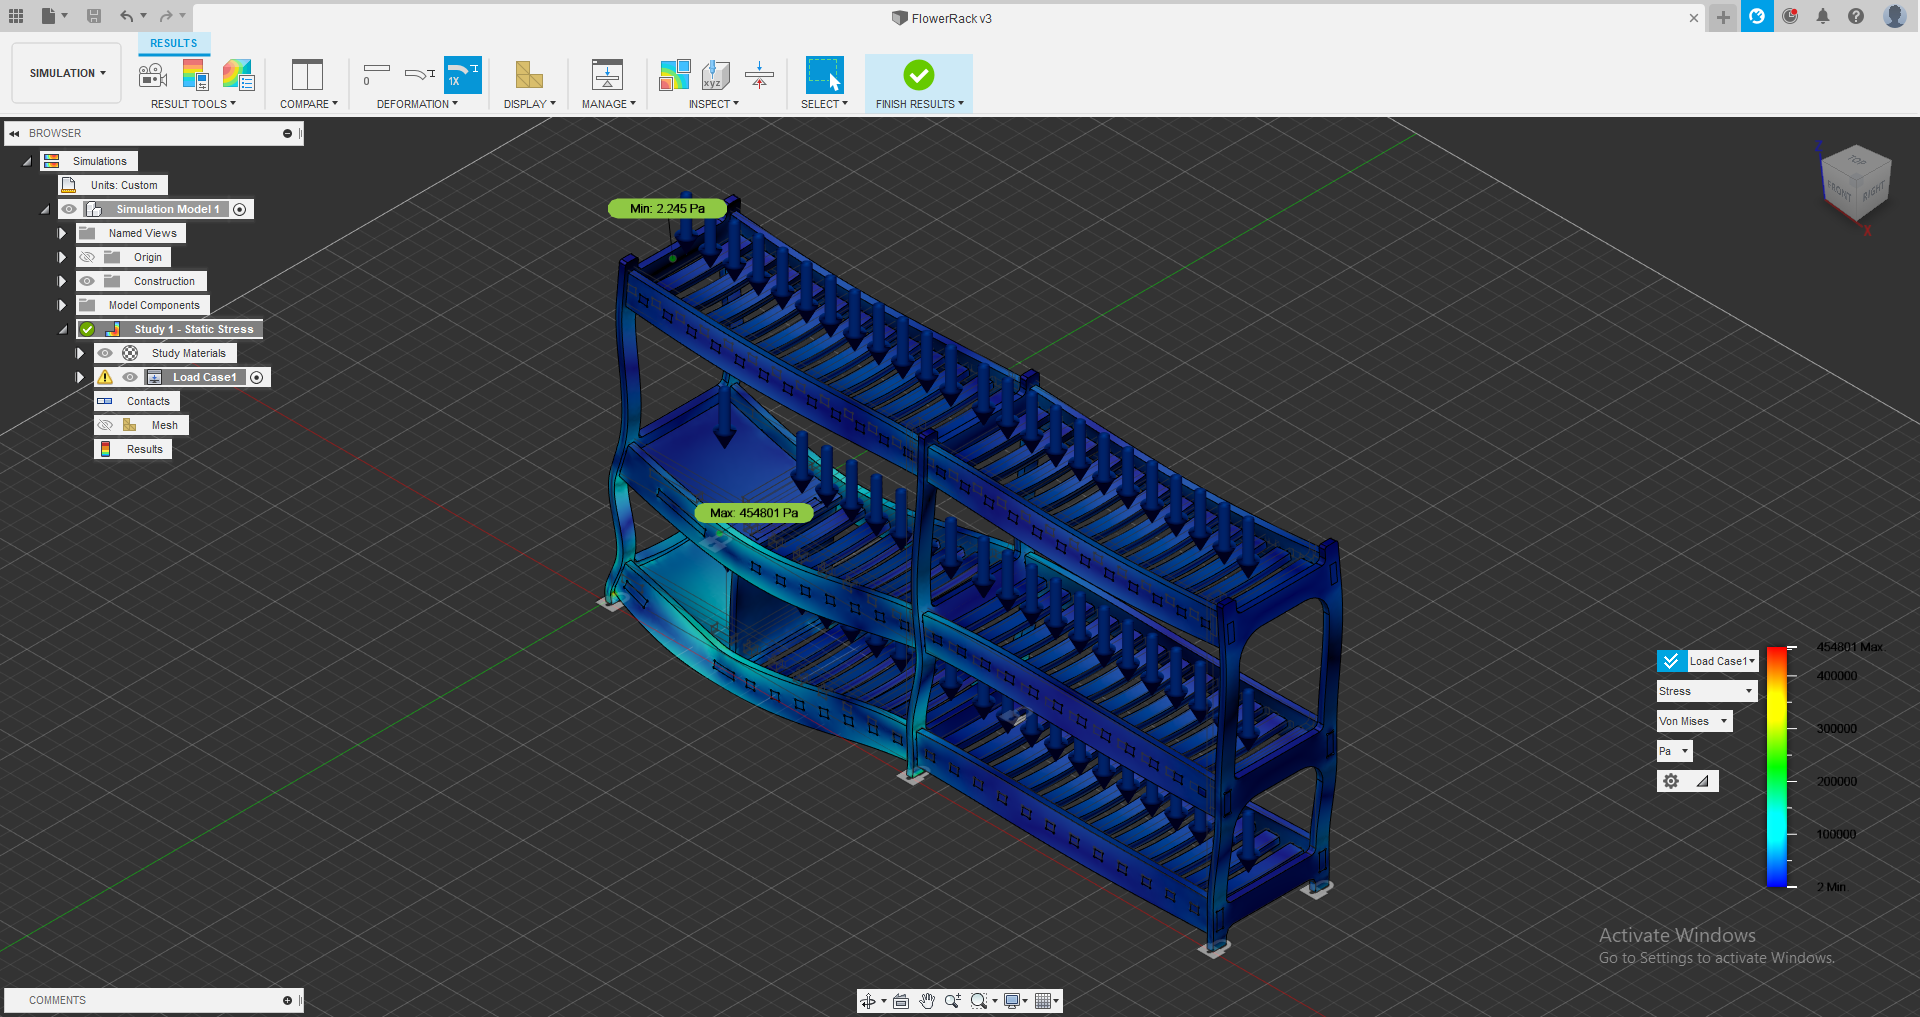 FlowerRack v3
RESULTS
SIMULATION
0
1X
xyz
RESULT TOOLS
COMPARE
DEFORMATION
DISPLAY
MANAGE
INSPECT
SELECT
FINISH RESULTS
BROWSER
Simulations
Units: Custom
Simulation Model 1
Named Views
Origin
Construction
Model Components
Study 1 - Static Stress
Study Materials
Load Case1
Contacts
Mesh
Results
Min: 2.245 Pa
Max: 454801 Pa
Z
TOP
FRONT
RIGHT
X
Load Case1
Stress
Von Mises
Pa
454801 Max
400000
300000
200000
100000
2 Min
Activate Windows
Go to Settings to activate Windows.
COMMENTS